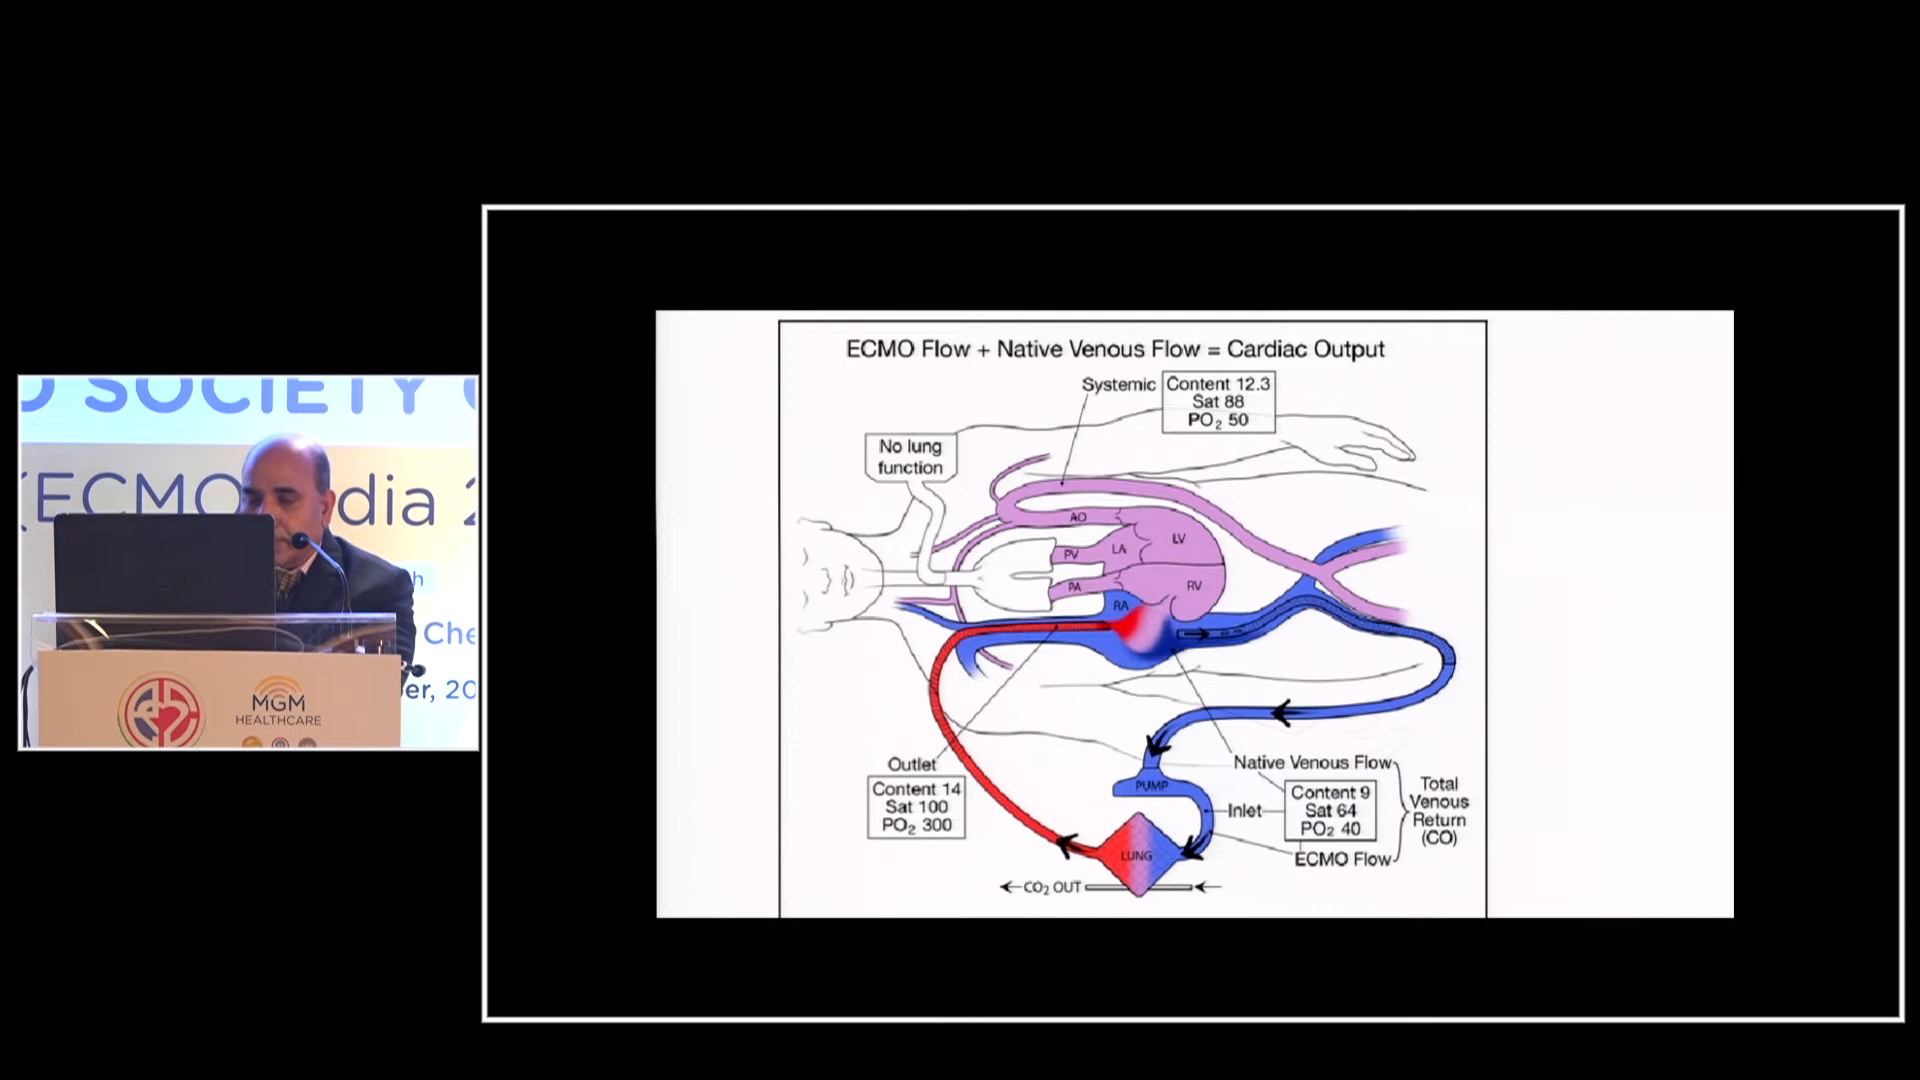 O SOCIETY
ECMO
dia 2
h
Che
er, 20
MGM
HEALTHCARE
ECMO Flow + Native Venous Flow = Cardiac Output
Systemic
Content 12.3
Sat 88
PO₂ 50
No lung
function
AO
LV
LA
PV
PA
RV
RA
Outlet
Content 14
Sat 100
PO₂ 300
PUMP
LUNG
CO₂ OUT
Native Venous Flow
Inlet
Content 9
Sat 64
PO₂ 40
ECMO Flow
Total
Venous
Return
(CO)